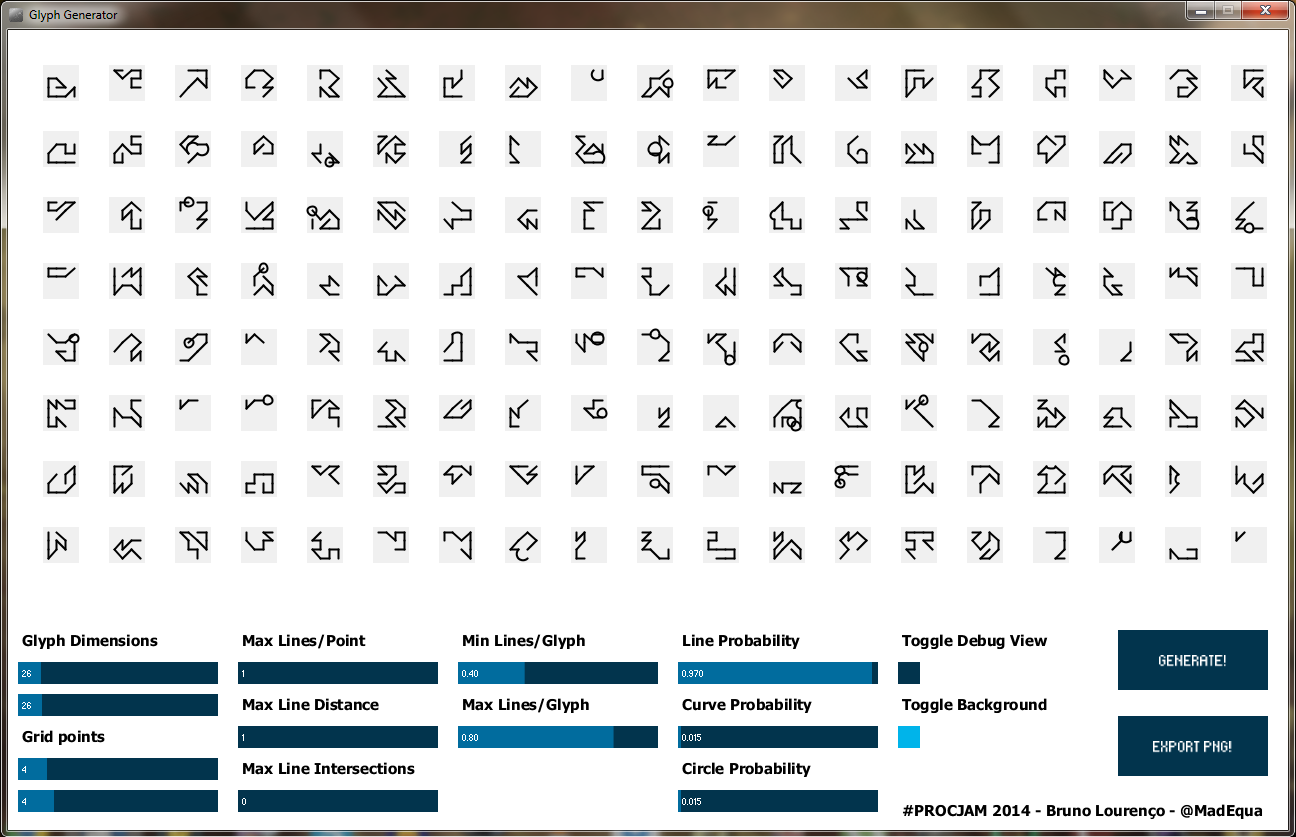 Glyph Generator
Glyph Dimensions
26
26
Grid points
4
4
Max Lines/Point
1
Max Line Distance
1
Max Line Intersections
0
Min Lines/Glyph
0.40
Max Lines/Glyph
0.80
Line Probability
0.970
Curve Probability
0.015
Circle Probability
0.015
Toggle Debug View
Toggle Background
GENERATE!
EXPORT PNG!
#PROCJAM 2014 - Bruno Lourenço - @MadEqua